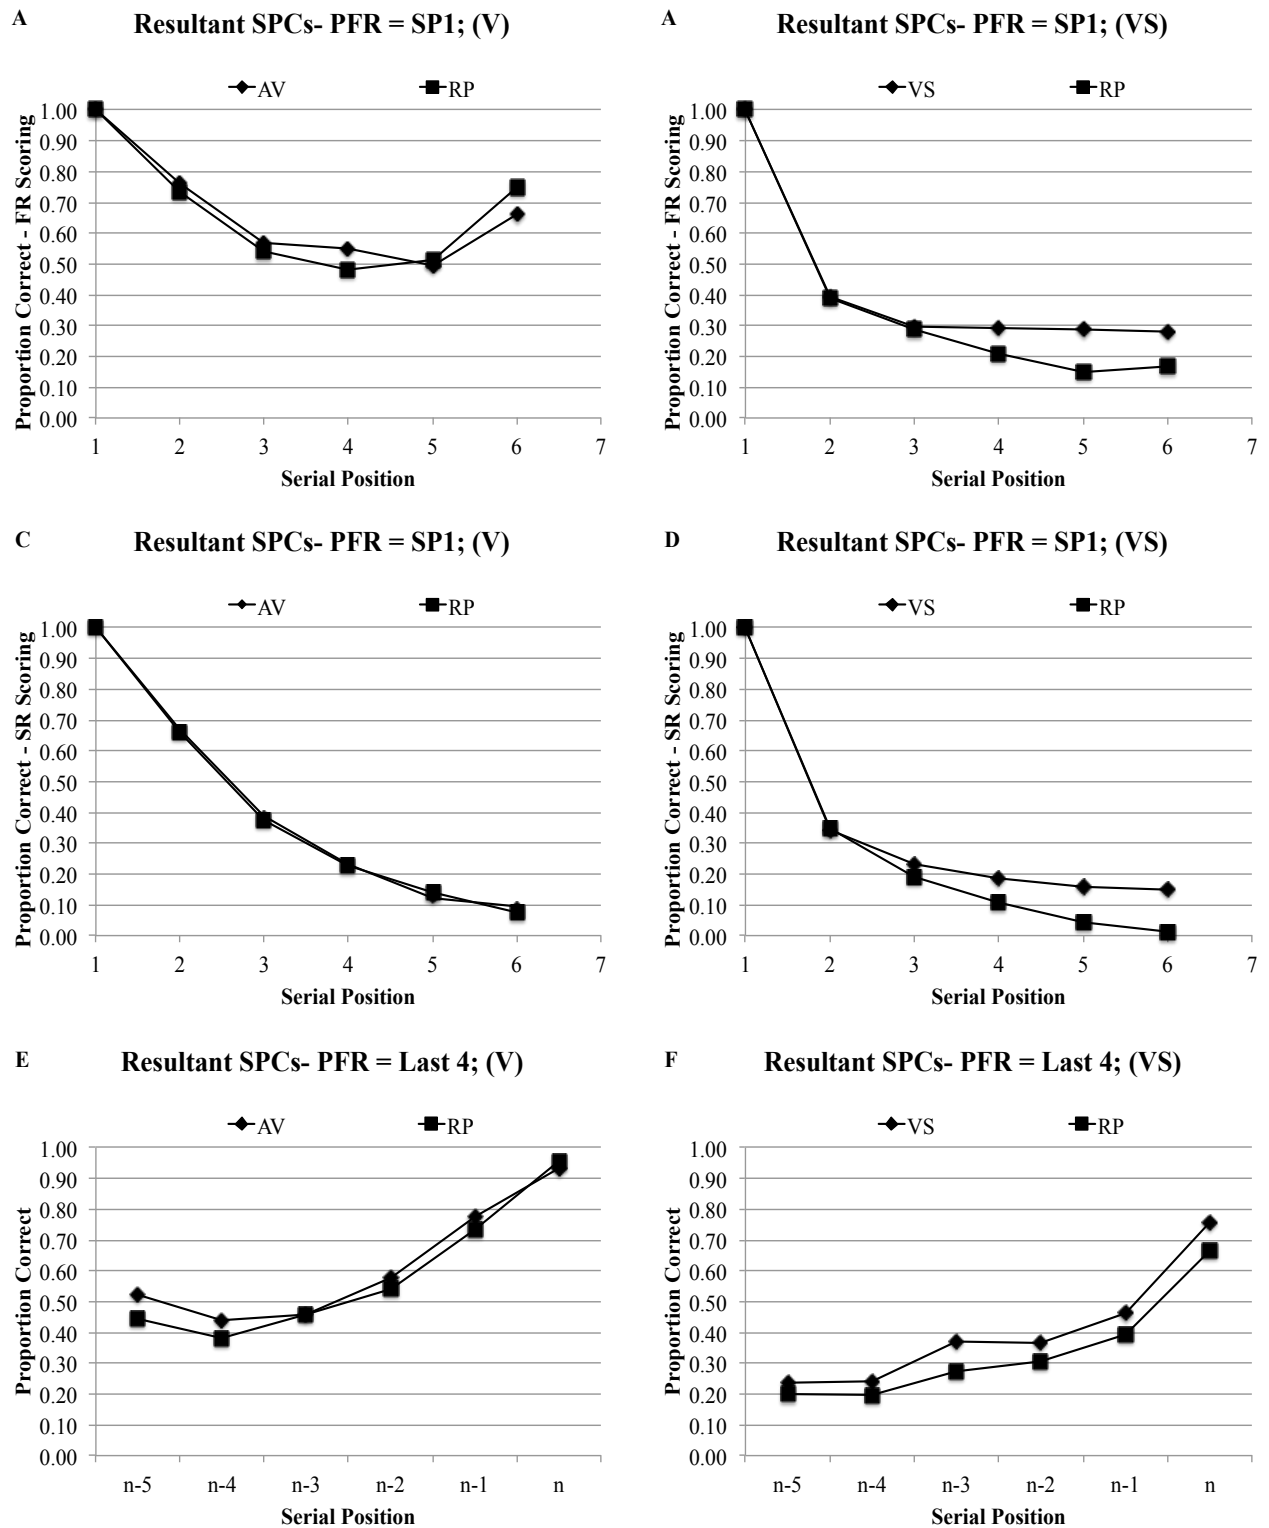 A Resultant SPCs- PFR = SP1; (V)
AV RP
Proportion Correct - FR Scoring
1.00
0.90
0.80
0.70
0.60
0.50
0.40
0.30
0.20
0.10
0.00
1 2 3 4 5 6 7
Serial Position
A Resultant SPCs- PFR = SP1; (VS)
VS RP
Proportion Correct - FR Scoring
1.00
0.90
0.80
0.70
0.60
0.50
0.40
0.30
0.20
0.10
0.00
1 2 3 4 5 6 7
Serial Position
C Resultant SPCs- PFR = SP1; (V)
AV RP
Proportion Correct - SR Scoring
1.00
0.90
0.80
0.70
0.60
0.50
0.40
0.30
0.20
0.10
0.00
1 2 3 4 5 6 7
Serial Position
D Resultant SPCs- PFR = SP1; (VS)
VS RP
Proportion Correct - SR Scoring
1.00
0.90
0.80
0.70
0.60
0.50
0.40
0.30
0.20
0.10
0.00
1 2 3 4 5 6 7
Serial Position
E Resultant SPCs- PFR = Last 4; (V)
AV RP
Proportion Correct
1.00
0.90
0.80
0.70
0.60
0.50
0.40
0.30
0.20
0.10
0.00
n-5 n-4 n-3 n-2 n-1 n
Serial Position
F Resultant SPCs- PFR = Last 4; (VS)
VS RP
Proportion Correct
1.00
0.90
0.80
0.70
0.60
0.50
0.40
0.30
0.20
0.10
0.00
n-5 n-4 n-3 n-2 n-1 n
Serial Position